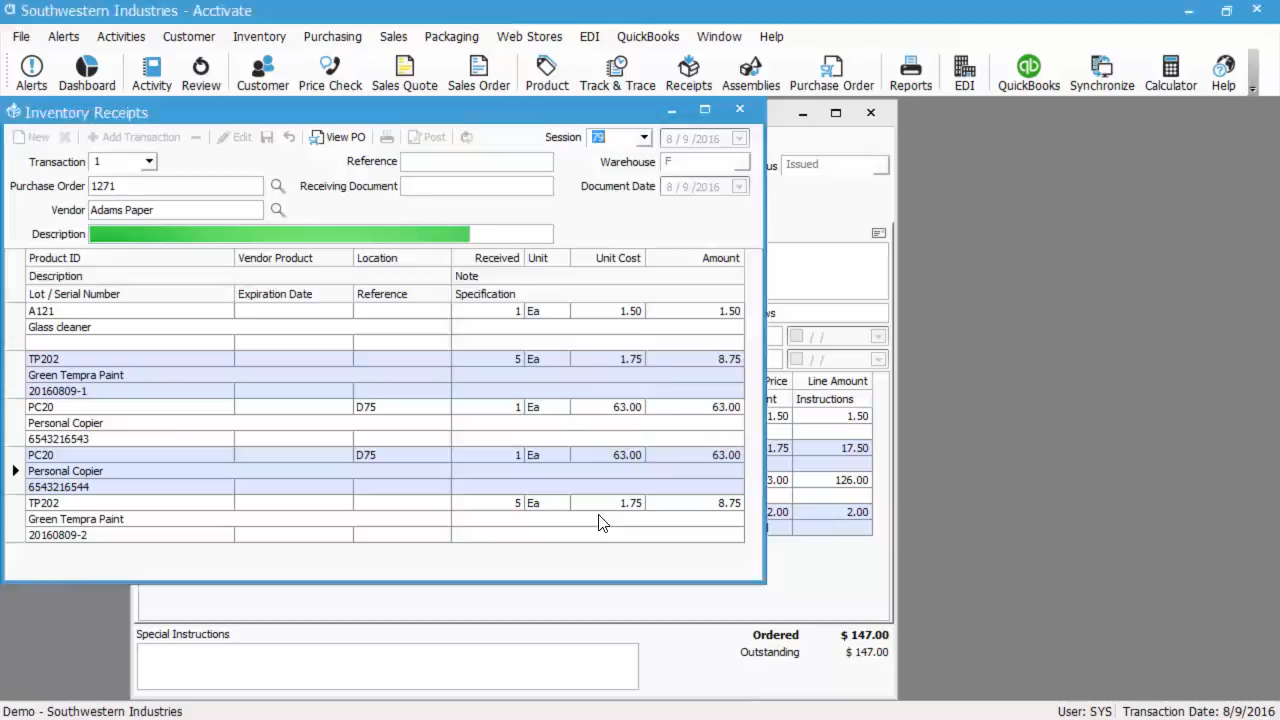 Southwestern Industries - Acctivate
File Alerts Activities Customer Inventory Purchasing Sales Packaging Web Stores EDI QuickBooks Window Help
Alerts Dashboard Activity Review Customer Price Check Sales Quote Sales Order Product Track & Trace Receipts Assemblies Purchase Order Reports EDI QuickBooks Synchronize Calculator Help
Inventory Receipts
New Add Transaction Edit View PO Post Session 79 8 / 9 /2016
Transaction 1 Reference Warehouse F us Issued
Purchase Order 1271 Receiving Document Document Date 8 / 9 /2016
Vendor Adams Paper
Description
Product ID Vendor Product Location Received Unit Unit Cost Amount
Description Note
Lot / Serial Number Expiration Date Reference Specification
A121 1 Ea 1.50 1.50 ws
Glass cleaner / /
TP202 5 Ea 1.75 8.75 / /
Green Tempra Paint Price Line Amount
20160809-1 nt Instructions
PC20 D75 1 Ea 63.00 63.00 1.50 1.50
Personal Copier
6543216543 1.75 17.50
PC20 D75 1 Ea 63.00 63.00
Personal Copier 3.00 126.00
6543216544
TP202 5 Ea 1.75 8.75 2.00 2.00
Green Tempra Paint
20160809-2
Special Instructions Ordered $ 147.00
Outstanding $ 147.00
Demo - Southwestern Industries User: SYS Transaction Date: 8/9/2016